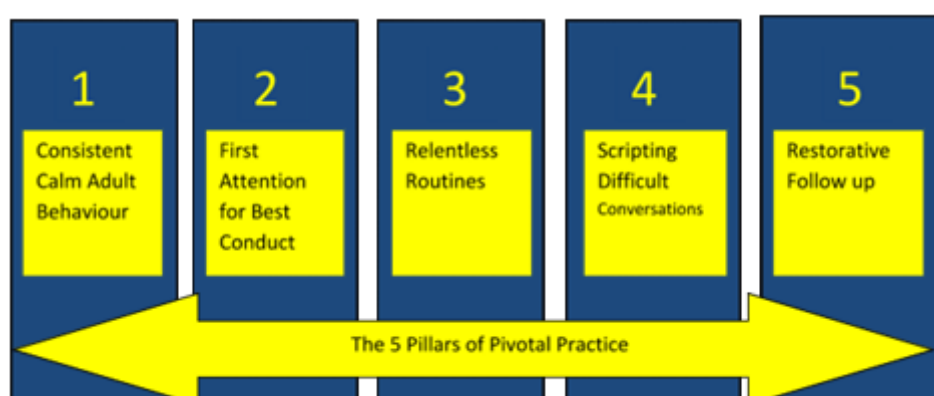 1
Consistent
Calm Adult
Behaviour
2
First
Attention
for Best
Conduct
3
Relentless
Routines
4
Scripting
Difficult
Conversations
5
Restorative
Follow up
The 5 Pillars of Pivotal Practice